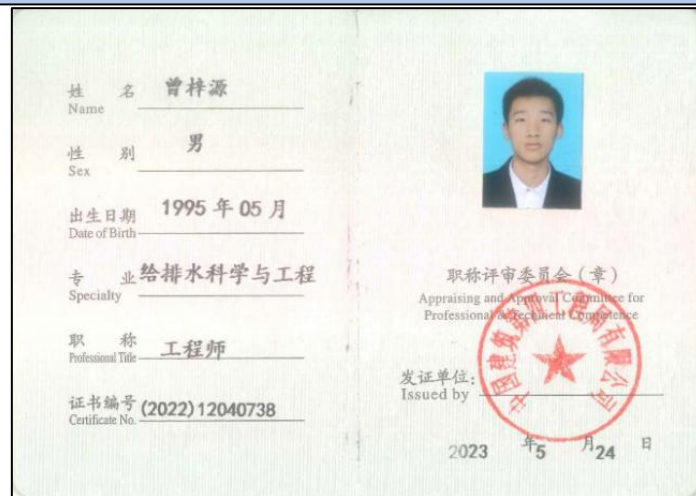 姓 名 曾梓源
Name
性 别 男
Sex
出生日期 1995 年 05 月
Date of Birth
专 业 给排水科学与工程
Specialty
职 称 工程师
Professional Title
证书编号 (2022)12040738
Certificate No.
职称评审委员会（章）
Appraising and Approval Committee for
Professional & Technical Competence
发证单位：
Issued by
2023 年 5 月 24 日